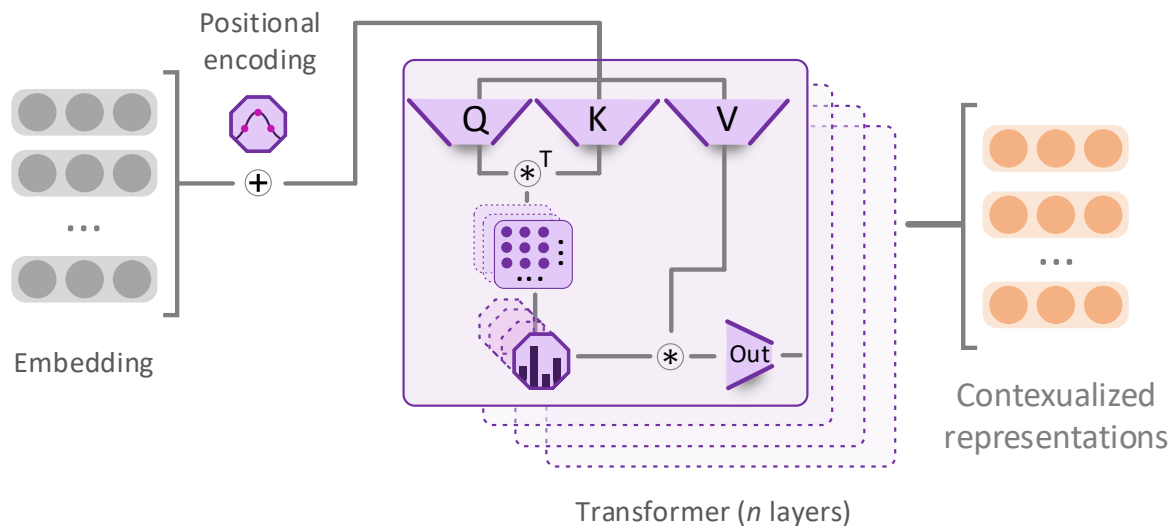 Positional
encoding
+
Embedding
...
Q
K
V
* T
...
...
*
Out
Transformer (n layers)
...
Contexualized
representations